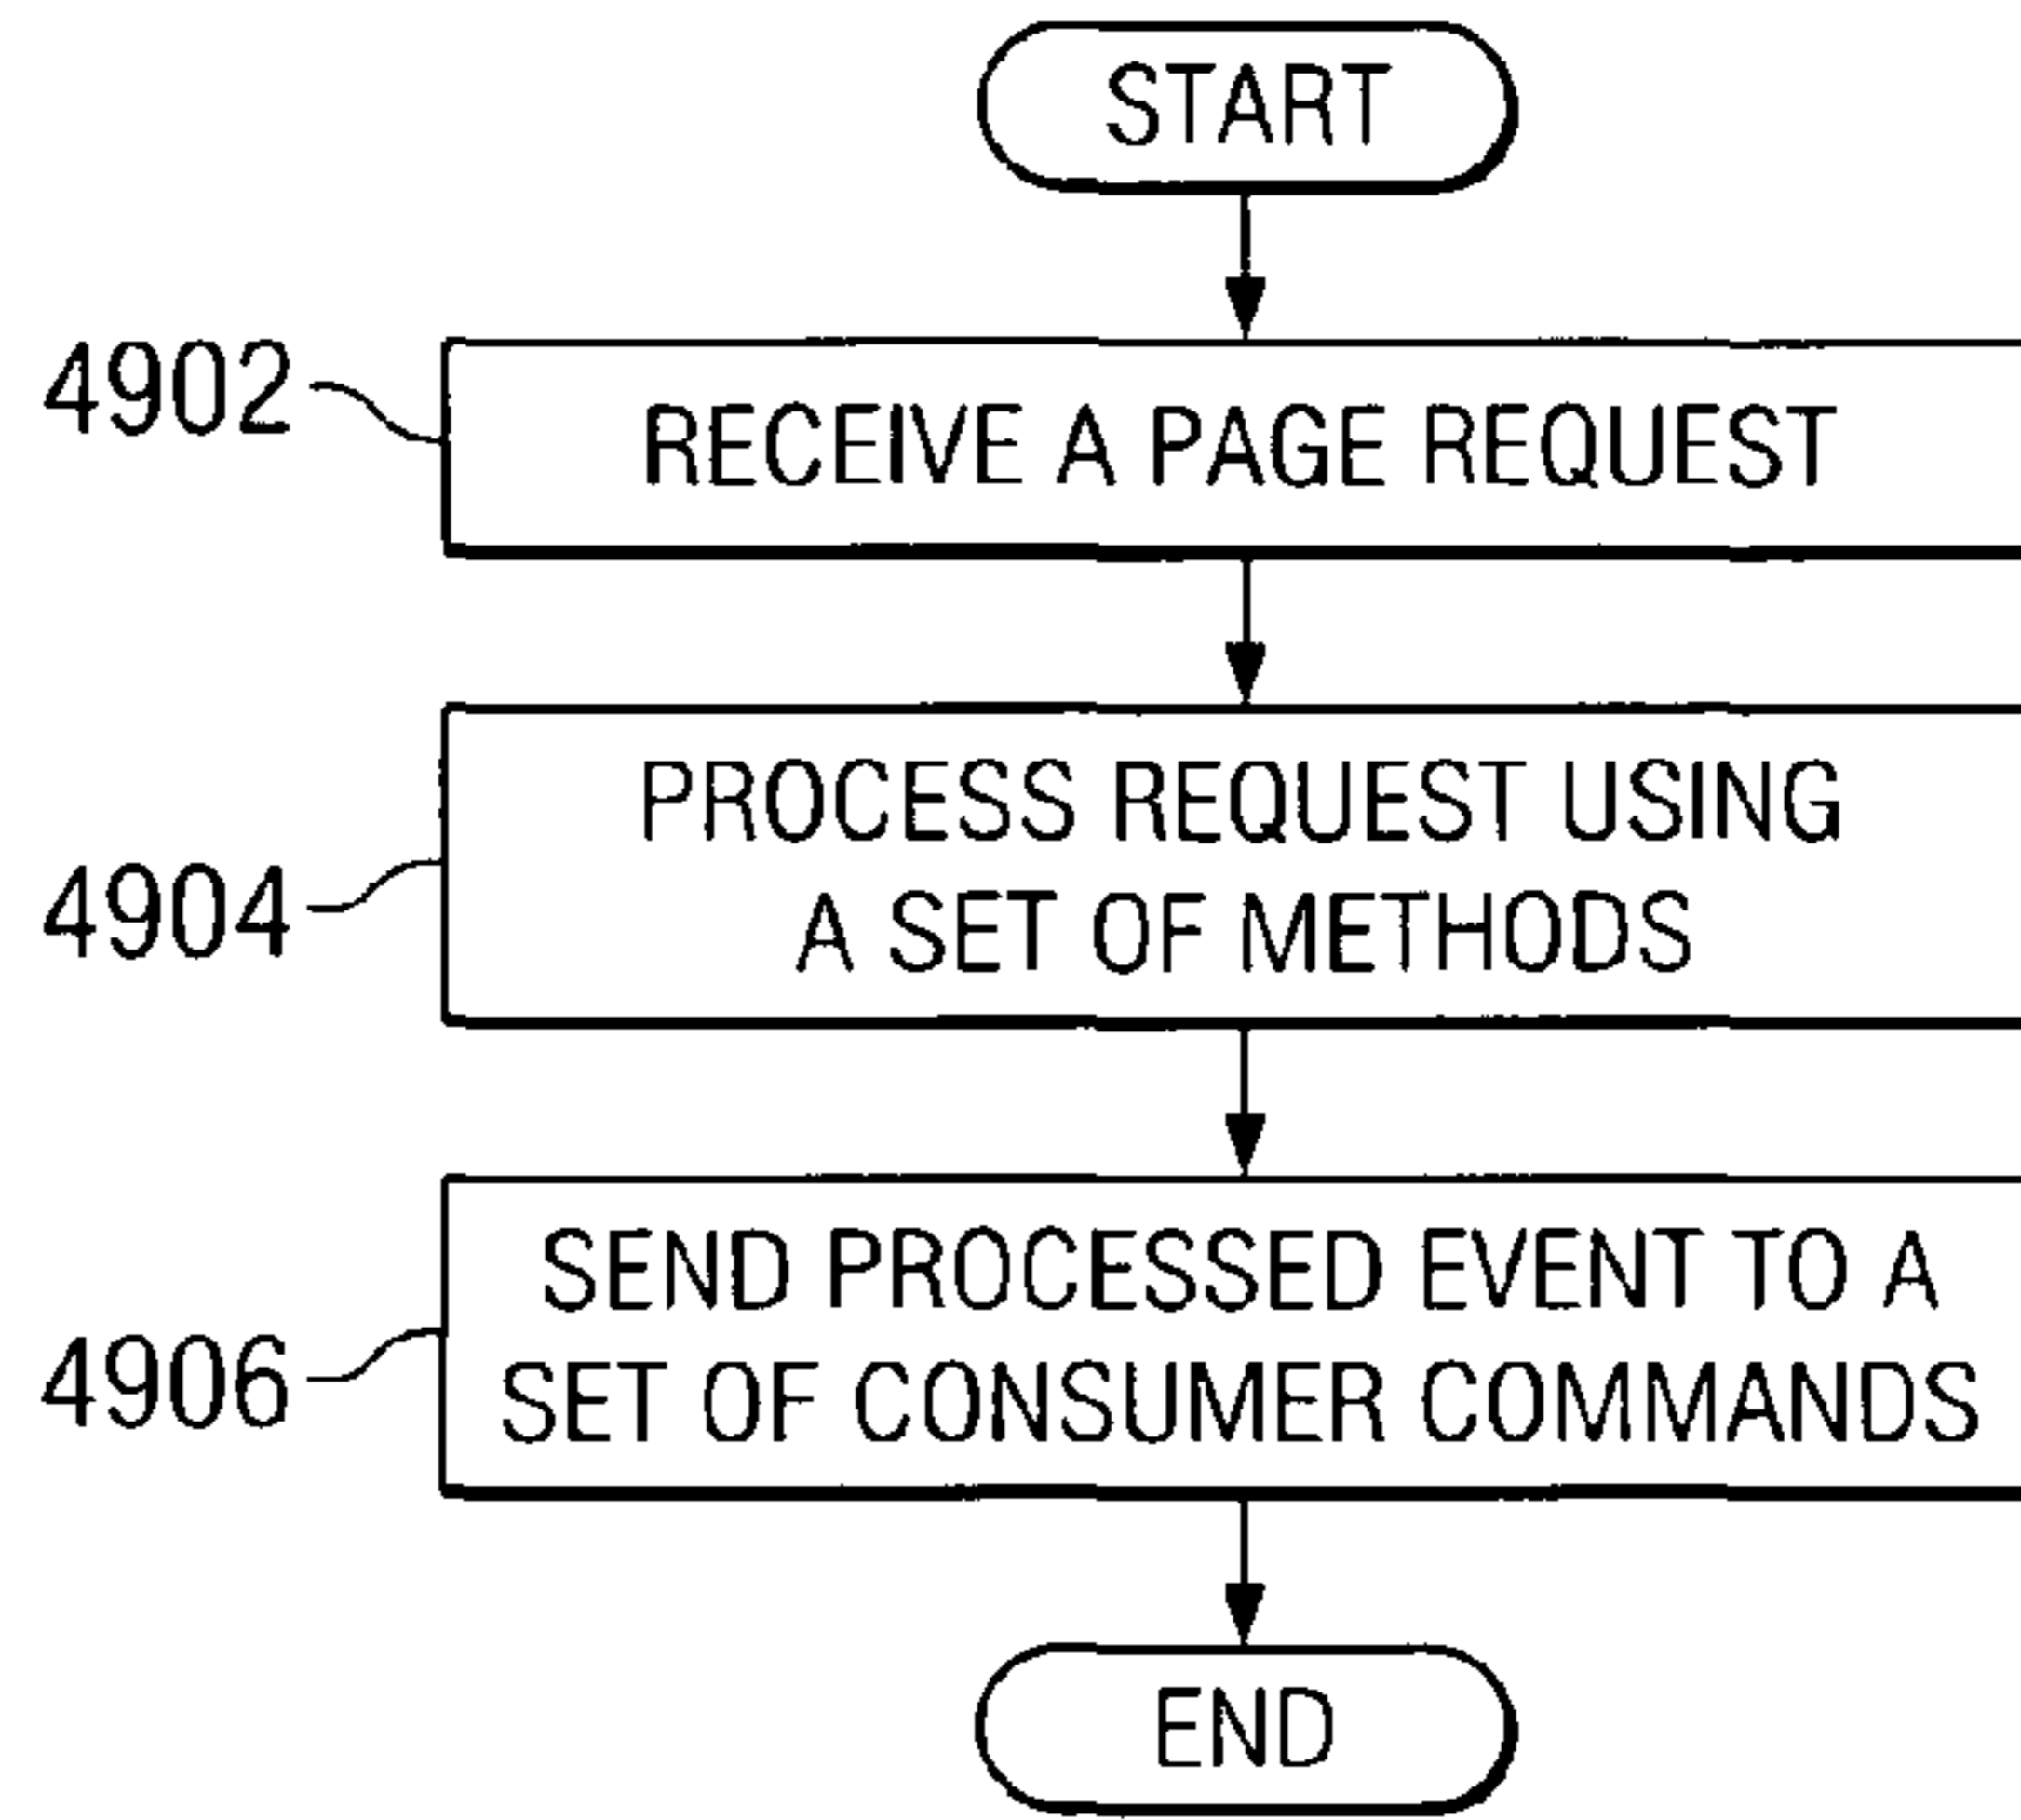 START
4902
RECEIVE A PAGE REQUEST
4904
PROCESS REQUEST USING
A SET OF METHODS
4906
SEND PROCESSED EVENT TO A
SET OF CONSUMER COMMANDS
END